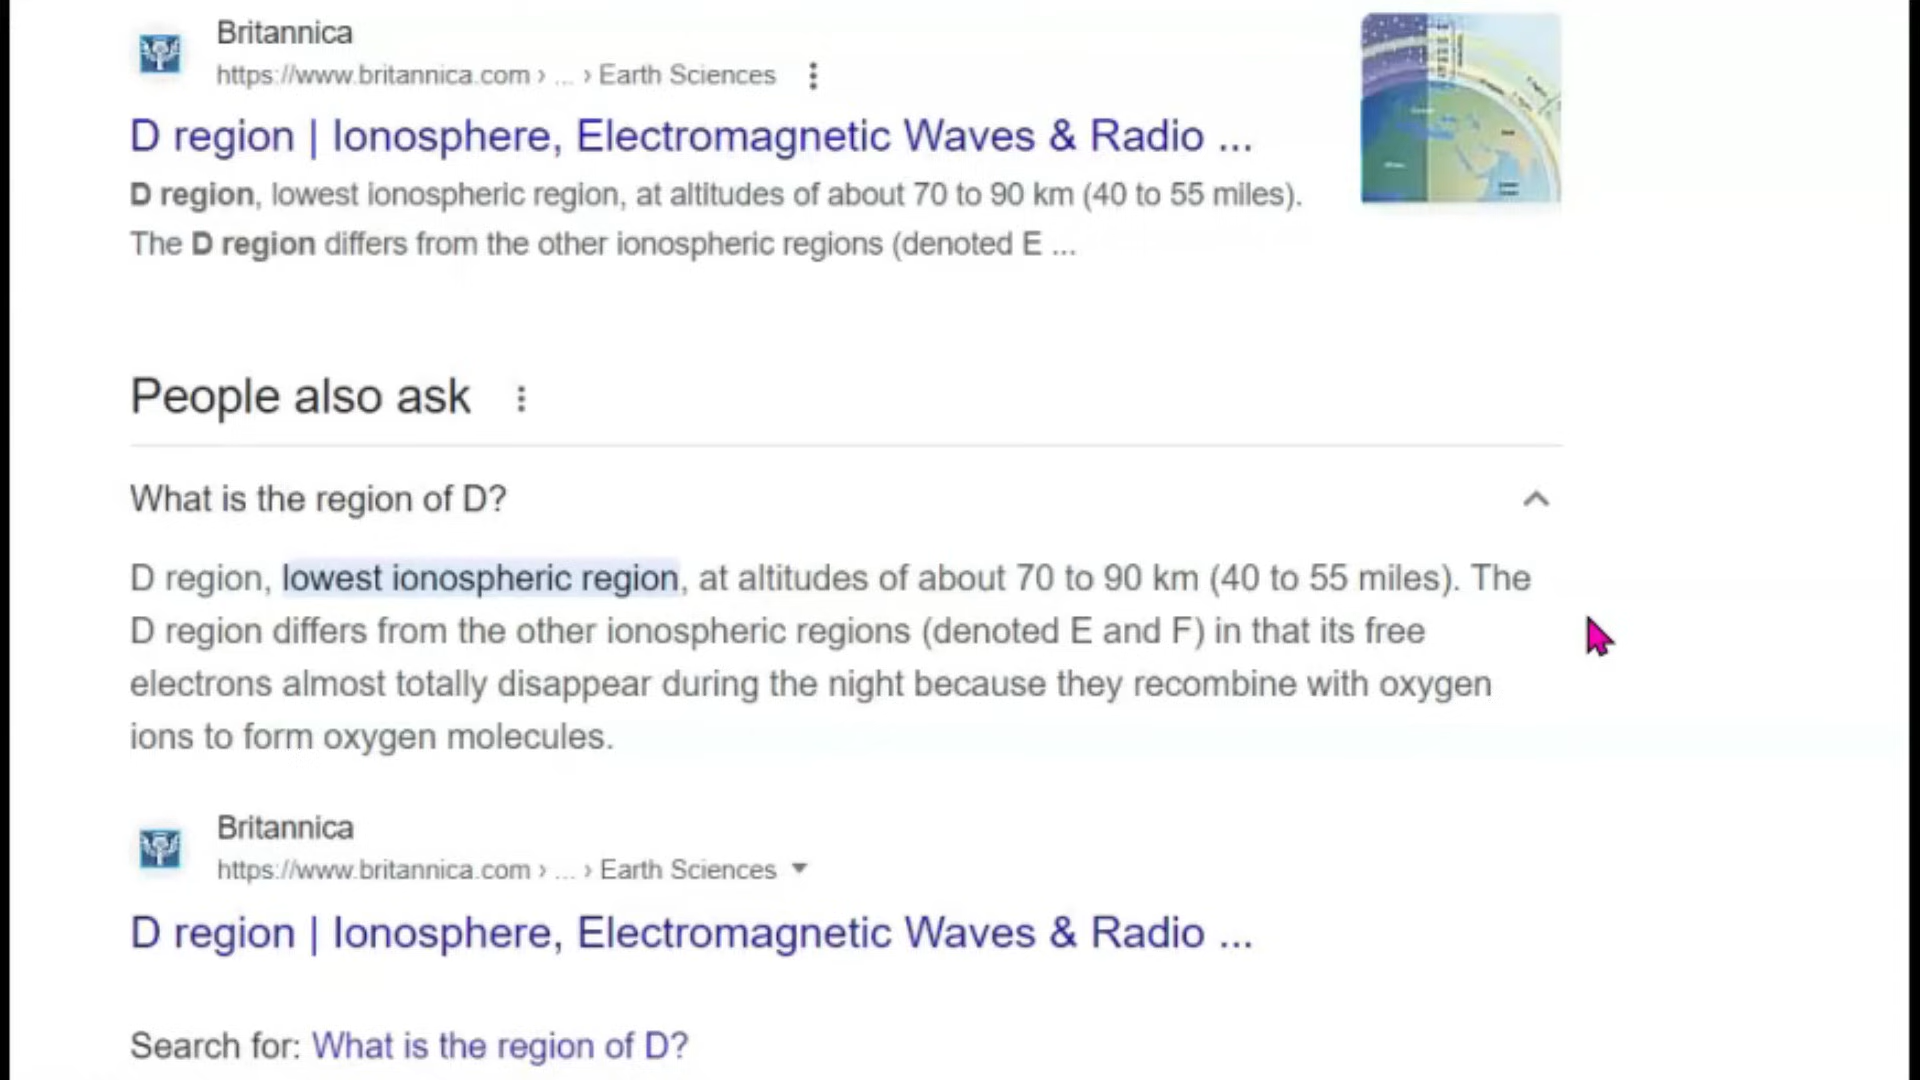 Britannica
https://www.britannica.com › ... › Earth Sciences
D region | Ionosphere, Electromagnetic Waves & Radio ...
D region, lowest ionospheric region, at altitudes of about 70 to 90 km (40 to 55 miles).
The D region differs from the other ionospheric regions (denoted E ...
People also ask
What is the region of D?
D region, lowest ionospheric region, at altitudes of about 70 to 90 km (40 to 55 miles). The
D region differs from the other ionospheric regions (denoted E and F) in that its free
electrons almost totally disappear during the night because they recombine with oxygen
ions to form oxygen molecules.
Britannica
https://www.britannica.com › ... › Earth Sciences
D region | Ionosphere, Electromagnetic Waves & Radio ...
Search for: What is the region of D?